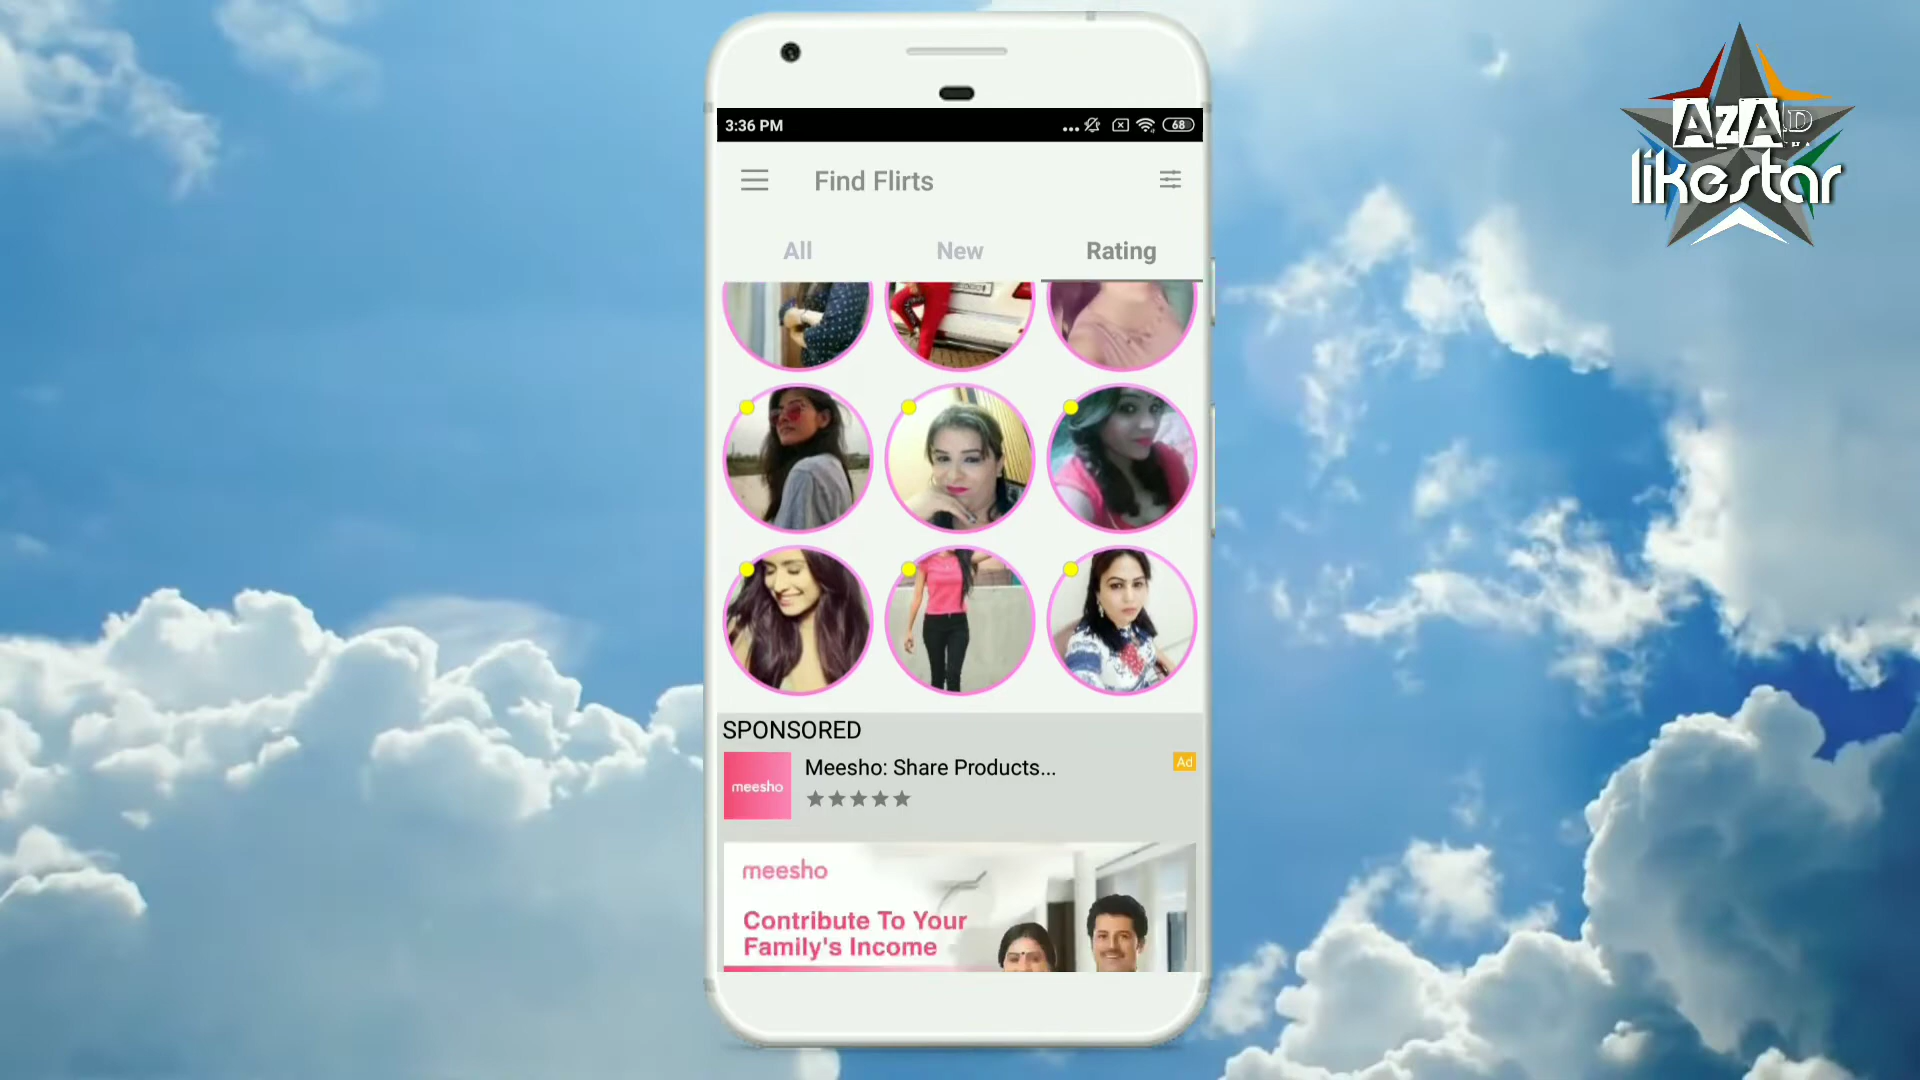 3:36 PM
68
Find Flirts
All
New
Rating
SPONSORED
Meesho: Share Products...
Ad
meesho
meesho
Contribute To Your
Family's Income
AzAD
likestar